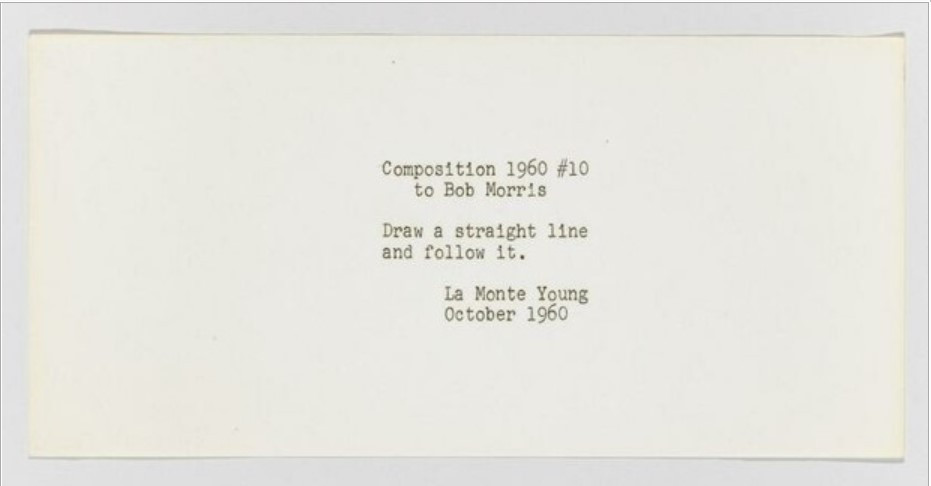 Composition 1960 #10
to Bob Morris
Draw a straight line
and follow it.
La Monte Young
October 1960